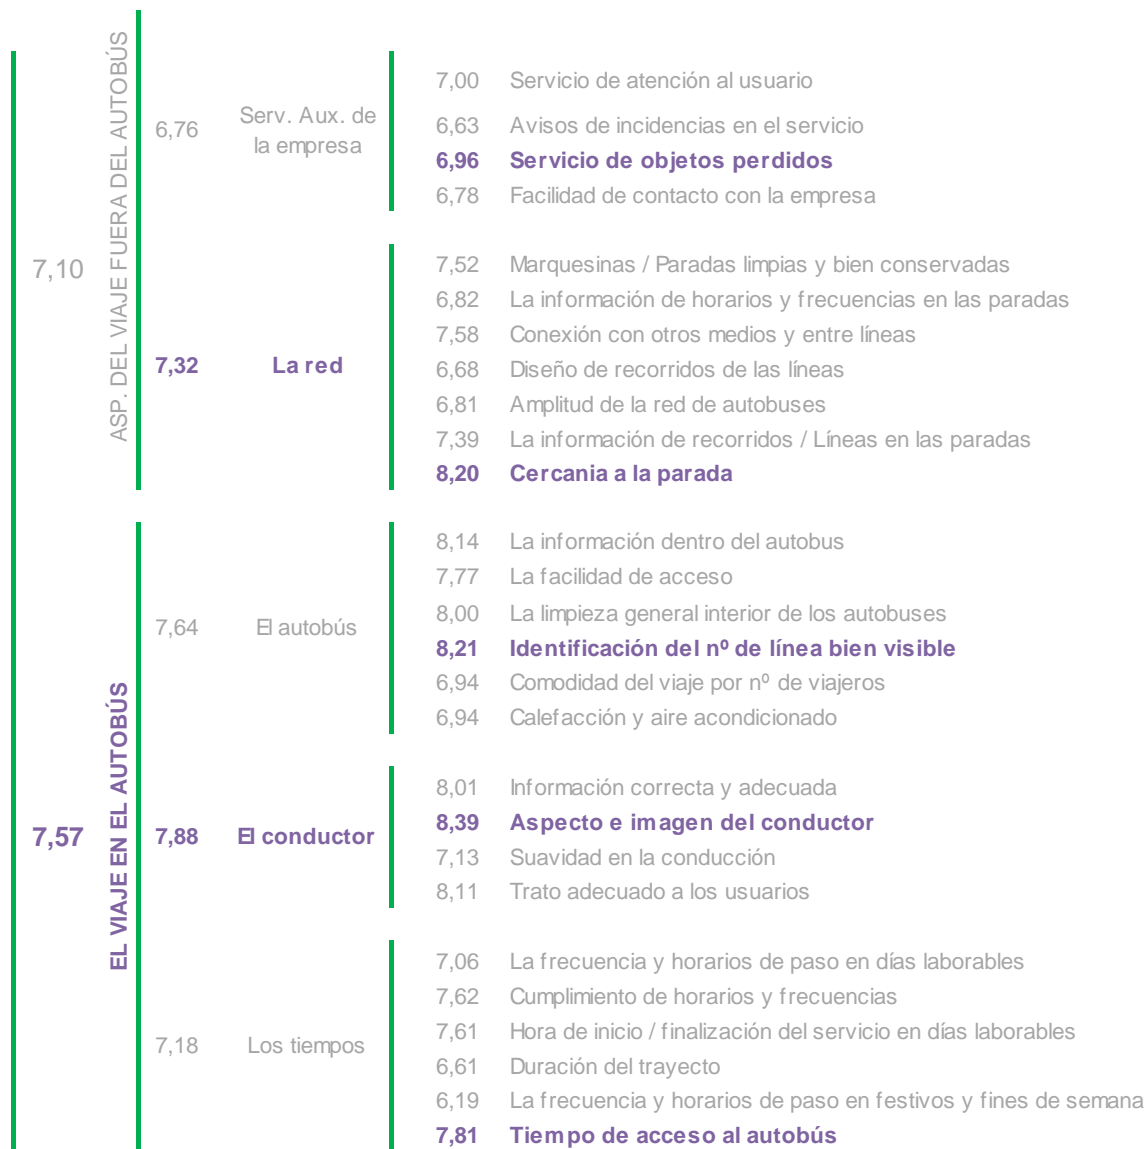 ASP. DEL VIAJE FUERA DEL AUTOBÚS
7,10
6,76
Serv. Aux. de
la empresa
7,00 Servicio de atención al usuario
6,63 Avisos de incidencias en el servicio
6,96 Servicio de objetos perdidos
6,78 Facilidad de contacto con la empresa
7,32 La red
7,52 Marquesinas / Paradas limpias y bien conservadas
6,82 La información de horarios y frecuencias en las paradas
7,58 Conexión con otros medios y entre líneas
6,68 Diseño de recorridos de las líneas
6,81 Amplitud de la red de autobuses
7,39 La información de recorridos / Líneas en las paradas
8,20 Cercania a la parada
EL VIAJE EN EL AUTOBÚS
7,57
7,64 El autobús
8,14 La información dentro del autobus
7,77 La facilidad de acceso
8,00 La limpieza general interior de los autobuses
8,21 Identificación del nº de línea bien visible
6,94 Comodidad del viaje por nº de viajeros
6,94 Calefacción y aire acondicionado
7,88 El conductor
8,01 Información correcta y adecuada
8,39 Aspecto e imagen del conductor
7,13 Suavidad en la conducción
8,11 Trato adecuado a los usuarios
7,18 Los tiempos
7,06 La frecuencia y horarios de paso en días laborables
7,62 Cumplimiento de horarios y frecuencias
7,61 Hora de inicio / finalización del servicio en días laborables
6,61 Duración del trayecto
6,19 La frecuencia y horarios de paso en festivos y fines de semana
7,81 Tiempo de acceso al autobús